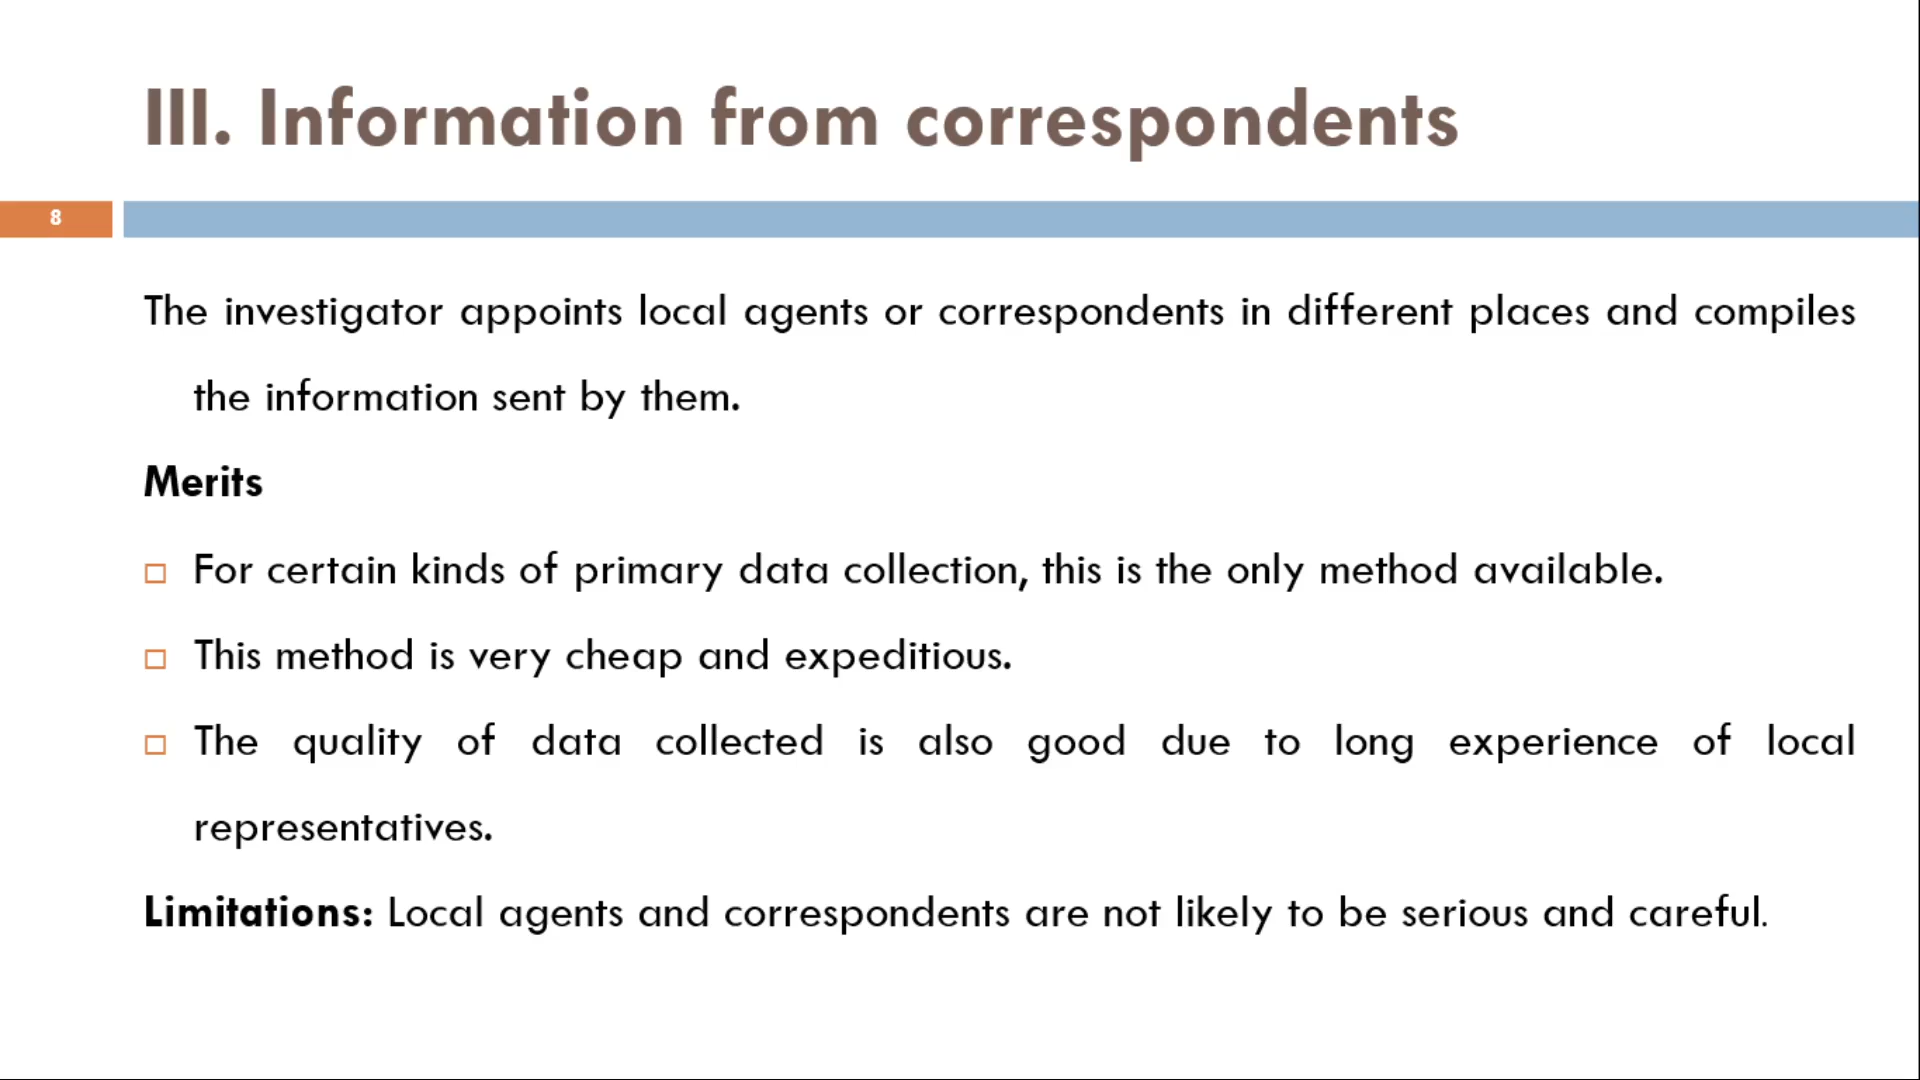 III. Information from correspondents
8
The investigator appoints local agents or correspondents in different places and compiles
the information sent by them.
Merits
For certain kinds of primary data collection, this is the only method available.
This method is very cheap and expeditious.
The quality of data collected is also good due to long experience of local
representatives.
Limitations: Local agents and correspondents are not likely to be serious and careful.